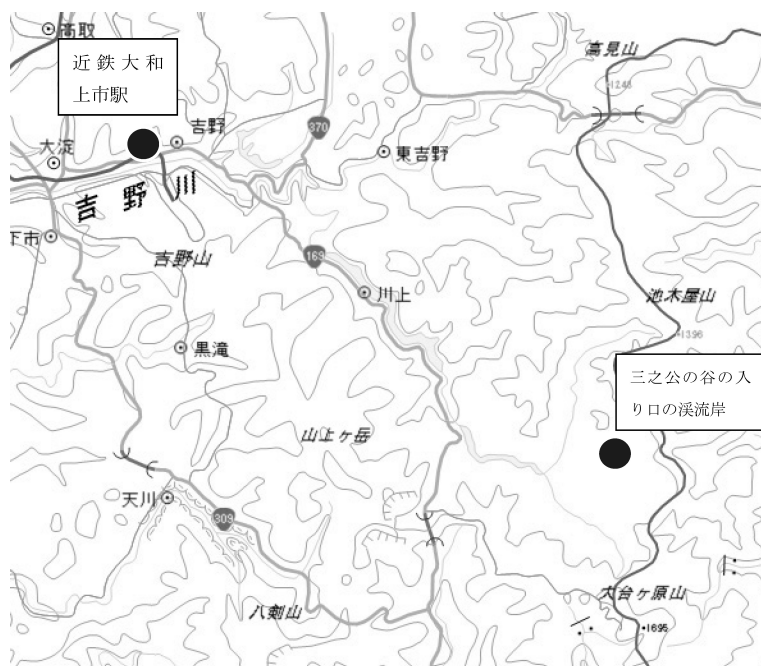 高取
近鉄大和
上市駅
高見山
1248
吉野
370
大淀
東吉野
吉野川
下市
吉野山
169
川上
池木屋山
1396
黒滝
三之公の谷の入
り口の渓流岸
山上ヶ岳
天川
309
大台ヶ原山
八剣山
1695